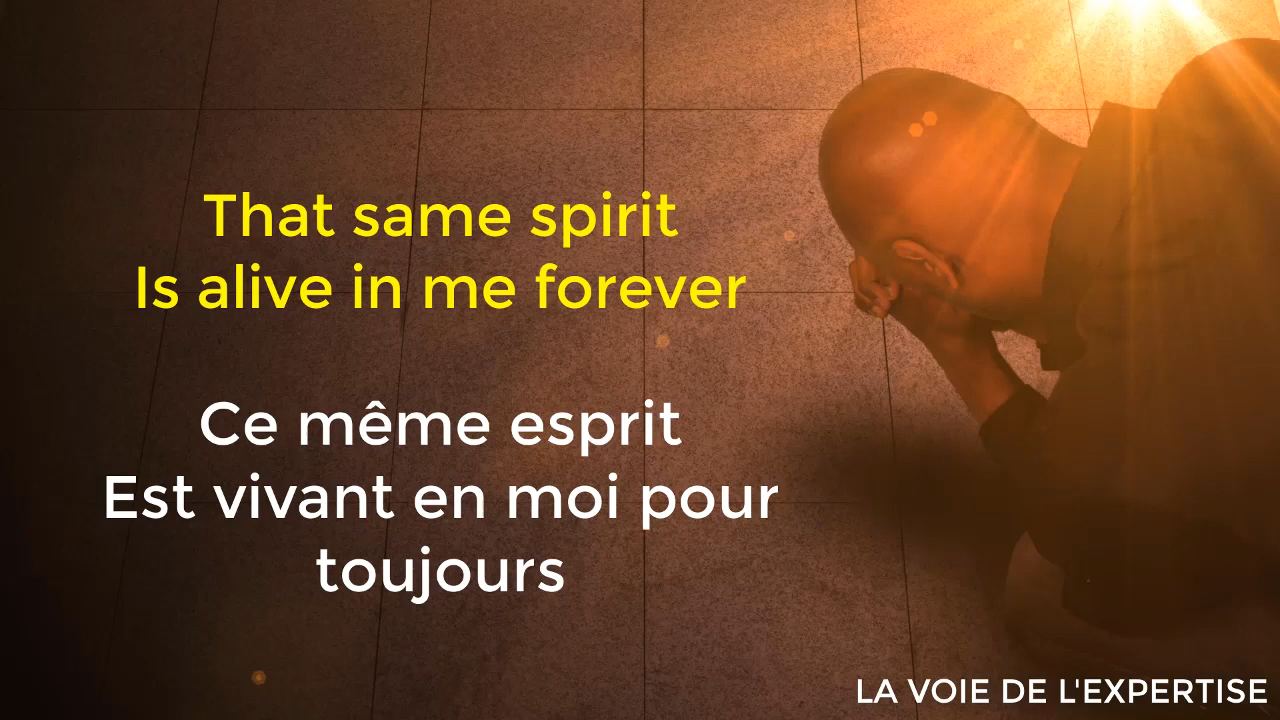 That same spirit
Is alive in me forever
Ce même esprit
Est vivant en moi pour
toujours
LA VOIE DE L'EXPERTISE